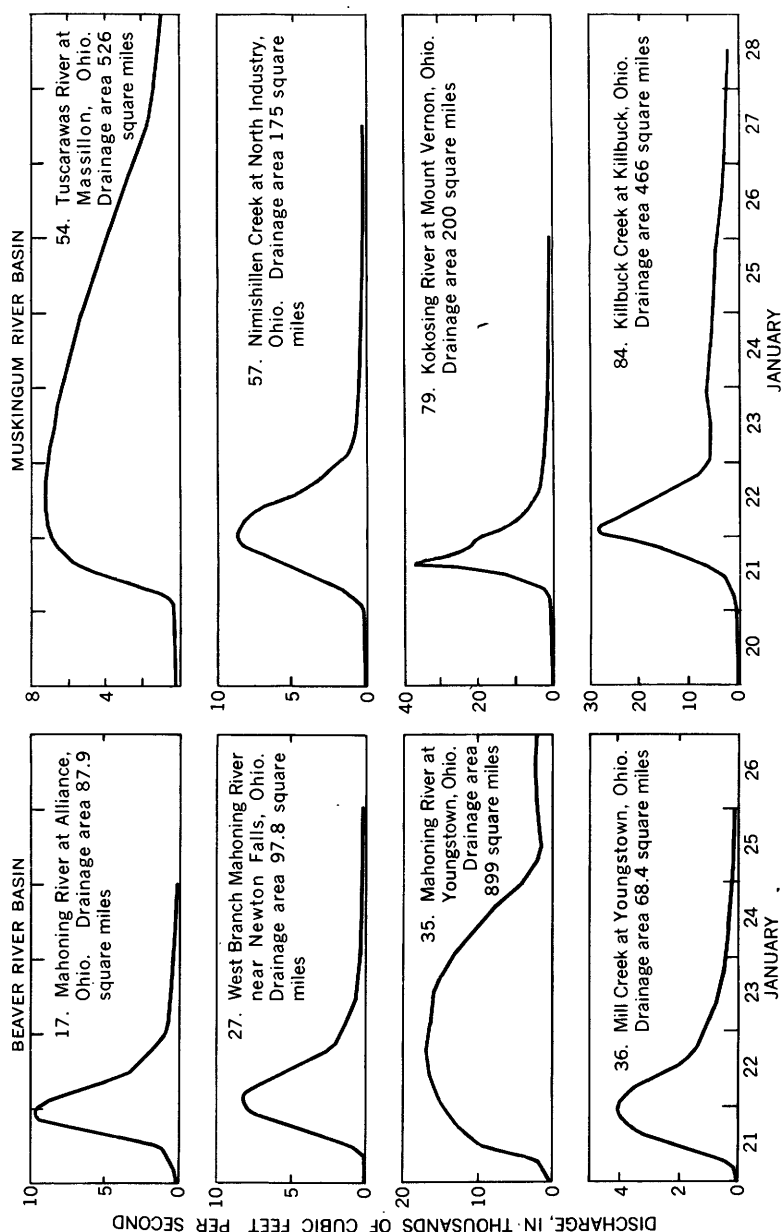 BEAVER RIVER BASIN
10
5
0
17. Mahoning River at Alliance,
Ohio. Drainage area 87.9
square miles
10
5
0
27. West Branch Mahoning River
near Newton Falls, Ohio.
Drainage area 97.8 square
miles
20
10
0
35. Mahoning River at
Youngstown, Ohio.
Drainage area
899 square miles
4
2
0
36. Mill Creek at Youngstown, Ohio.
Drainage area 68.4 square miles
21 22 23 24 25 26
JANUARY
DISCHARGE, IN THOUSANDS OF CUBIC FEET PER SECOND
MUSKINGUM RIVER BASIN
8
4
0
54. Tuscarawas River at
Massillon, Ohio.
Drainage area 526
square miles
10
5
0
57. Nimishillen Creek at North Industry,
Ohio. Drainage area 175 square
miles
40
20
0
79. Kokosing River at Mount Vernon, Ohio.
Drainage area 200 square miles
30
20
10
0
84. Killbuck Creek at Killbuck, Ohio.
Drainage area 466 square miles
20 21 22 23 24 25 26 27 28
JANUARY